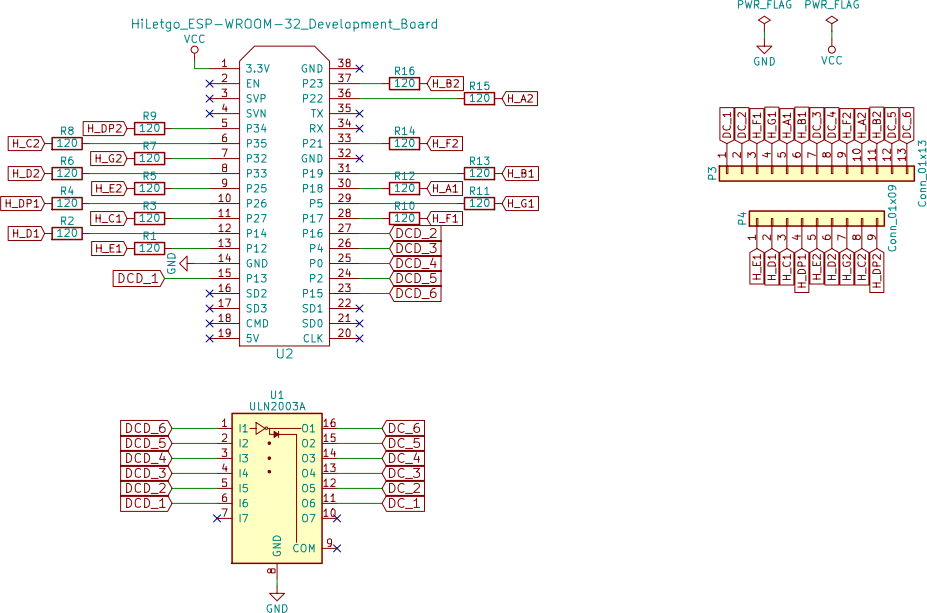 HiLetgo_ESP-WROOM-32_Development_Board
VCC
1 3.3V GND 38
2 EN P23 37 R16 120 H_B2
3 SVP P22 36 R15 120 H_A2
4 SVN TX 35
H_DP2 R9 120 5 P34 RX 34
H_C2 R8 120 6 P35 P21 33 R14 120 H_F2
H_G2 R7 120 7 P32 GND 32
H_D2 R6 120 8 P33 P19 31 R13 120 H_B1
H_E2 R5 120 9 P25 P18 30 R12 120 H_A1
H_DP1 R4 120 10 P26 P5 29 R11 120 H_G1
H_C1 R3 120 11 P27 P17 28 R10 120 H_F1
H_D1 R2 120 12 P14 P16 27 DCD_2
H_E1 R1 120 13 P12 P4 26 DCD_3
GND 14 GND P0 25 DCD_4
DCD_1 15 P13 P2 24 DCD_5
16 SD2 P15 23 DCD_6
17 SD3 SD1 22
18 CMD SD0 21
19 5V CLK 20
U2
PWR_FLAG PWR_FLAG
GND VCC
DC_1 DC_2 H_F1 H_G1 H_A1 H_B1 DC_3 DC_4 H_F2 H_A2 H_B2 DC_5 DC_6
1 2 3 4 5 6 7 8 9 10 11 12 13
P3 Conn_01x13
P4 Conn_01x09
1 2 3 4 5 6 7 8 9
H_E1 H_D1 H_C1 H_DP1 H_E2 H_D2 H_G2 H_C2 H_DP2
U1
ULN2003A
DCD_6 1 I1 O1 16 DC_6
DCD_5 2 I2 O2 15 DC_5
DCD_4 3 I3 O3 14 DC_4
DCD_3 4 I4 O4 13 DC_3
DCD_2 5 I5 O5 12 DC_2
DCD_1 6 I6 O6 11 DC_1
7 I7 O7 10
GND COM 9
8
GND